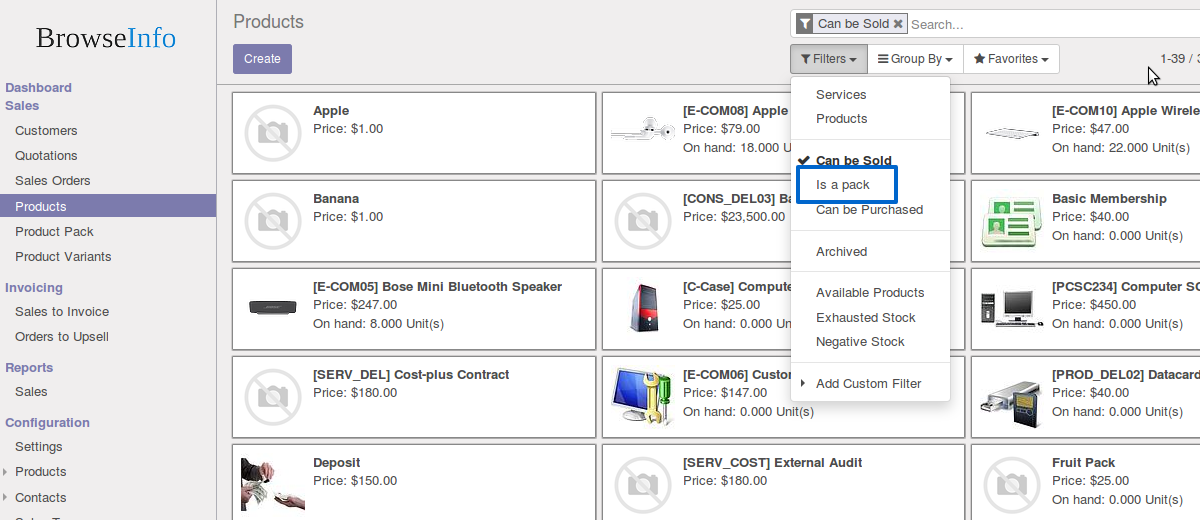 BrowseInfo
Dashboard
Sales
Customers
Quotations
Sales Orders
Products
Product Pack
Product Variants
Invoicing
Sales to Invoice
Orders to Upsell
Reports
Sales
Configuration
Settings
Products
Contacts
Products
Can be Sold
Search...
Create
Filters
Group By
Favorites
1-39 /
Services
Products
Can be Sold
Is a pack
Can be Purchased
Archived
Available Products
Exhausted Stock
Negative Stock
Add Custom Filter
Apple
Price: $1.00
[E-COM08] Apple
Price: $79.00
On hand: 18.000 U
[E-COM10] Apple Wirele
Price: $47.00
On hand: 22.000 Unit(s)
Banana
Price: $1.00
[CONS_DEL03] Ba
Price: $23,500.00
Basic Membership
Price: $40.00
On hand: 0.000 Unit(s)
[E-COM05] Bose Mini Bluetooth Speaker
Price: $247.00
On hand: 8.000 Unit(s)
[C-Case] Compute
Price: $25.00
On hand: 0.000 Un
[PCSC234] Computer SC
Price: $450.00
On hand: 0.000 Unit(s)
[SERV_DEL] Cost-plus Contract
Price: $180.00
[E-COM06] Custo
Price: $147.00
On hand: 0.000 Unit(s)
[PROD_DEL02] Datacard
Price: $40.00
On hand: 0.000 Unit(s)
Deposit
Price: $150.00
[SERV_COST] External Audit
Price: $180.00
Fruit Pack
Price: $25.00
On hand: 0.000 Unit(s)